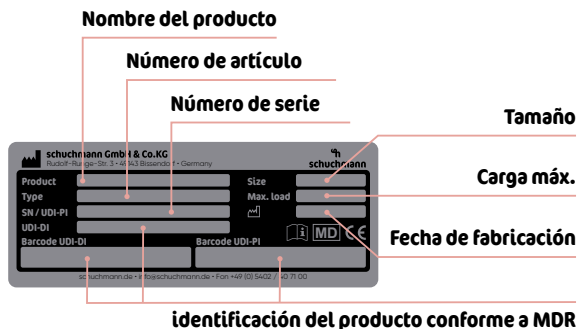 Nombre del producto
Número de artículo
Número de serie
Tamaño
schuchmann GmbH & Co.KG
Rudolf-Runge-Str. 3 • 49143 Bissendorf • Germany
schuchmann
Carga máx.
Product
Size
Type
Max. load
SN / UDI-PI
UDI-DI
MD CE
Fecha de fabricación
Barcode UDI-DI
Barcode UDI-PI
schuchmann.de • info@schuchmann.de • Fon +49 (0) 5402 / 40 71 00
identificación del producto conforme a MDR